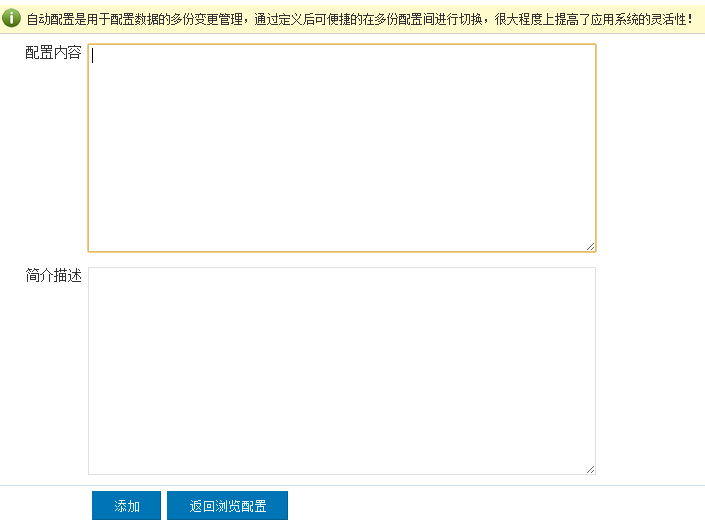 自动配置是用于配置数据的多份变更管理，通过定义后可便捷的在多份配置间进行切换，很大程度上提高了应用系统的灵活性！
配置内容
简介描述
添加 返回浏览配置